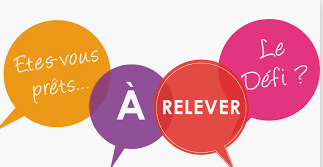 Etes-vous
prêts...
À
RELEVER
Le
Défi ?